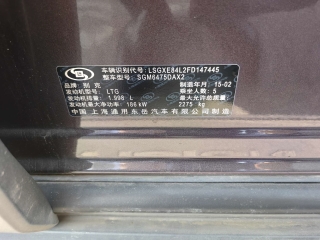 车辆识别代号: LSGXE84L2FD147445
整车型号: SGM6475DAX2
品牌: 别克 制造年月: 15-02
发动机型号: LTG 乘坐人数: 5
发动机排量: 1.998 L 最大允许总质量:
发动机最大净功率: 166 kW 2275 kg
中国上海通用东岳汽车有限公司制造